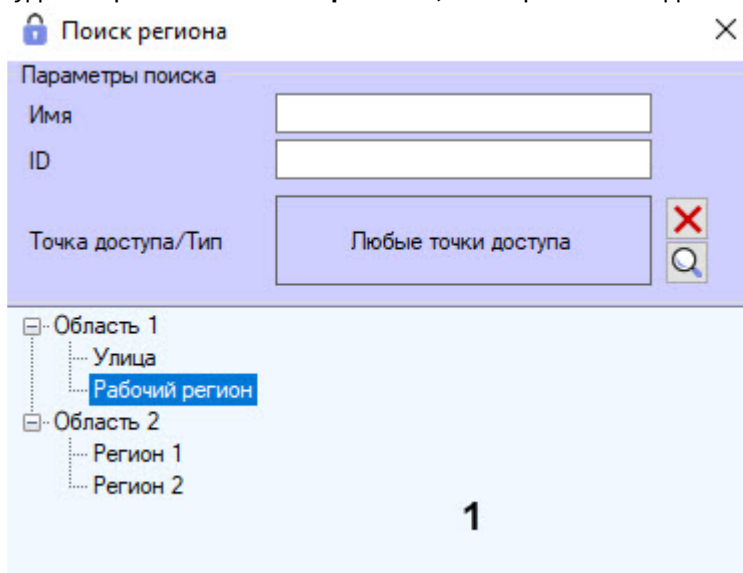 Поиск региона
Параметры поиска
Имя
ID
Точка доступа/Тип Любые точки доступа
Область 1
Улица
Рабочий регион
Область 2
Регион 1
Регион 2
1